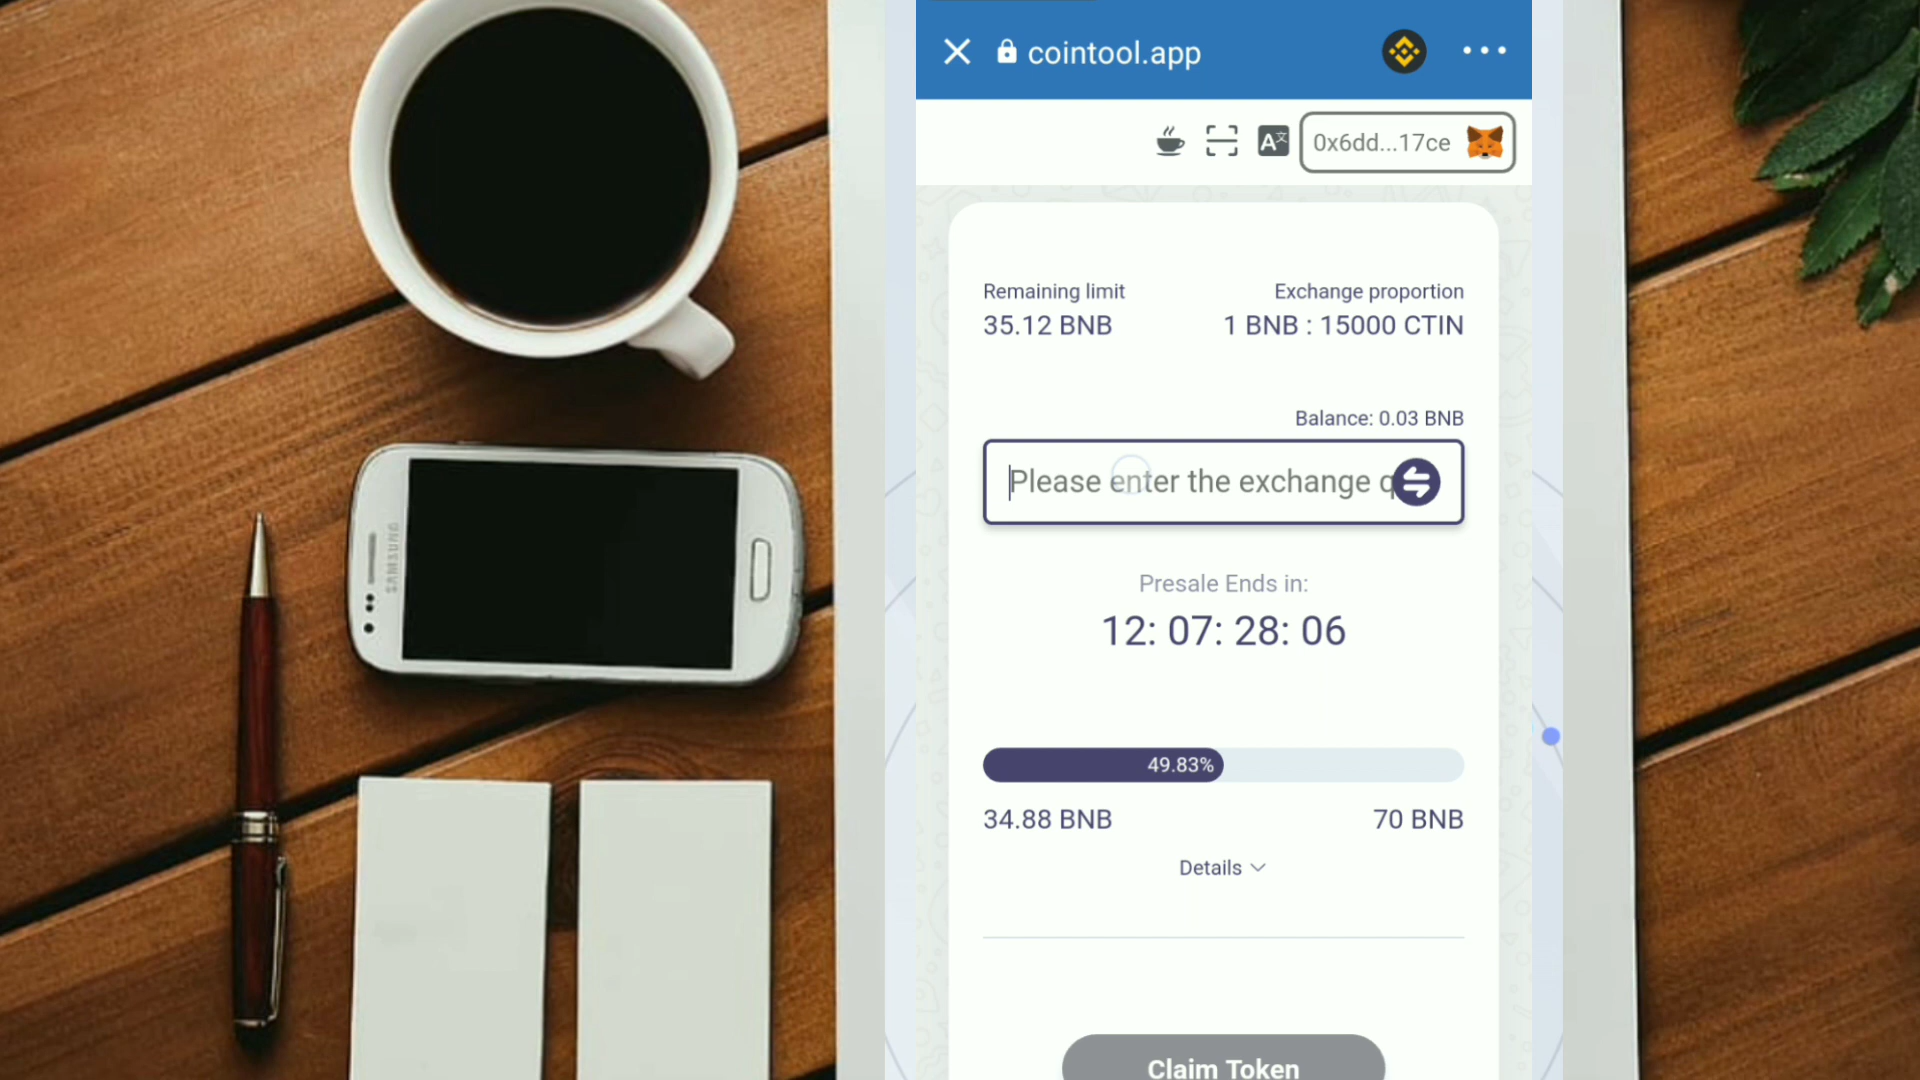 cointool.app
0x6dd...17ce
Remaining limit
Exchange proportion
35.12 BNB
1 BNB : 15000 CTIN
Balance: 0.03 BNB
Please enter the exchange q
Presale Ends in:
12: 07: 28: 06
49.83%
34.88 BNB
70 BNB
Details
Claim Token
SAMSUNG